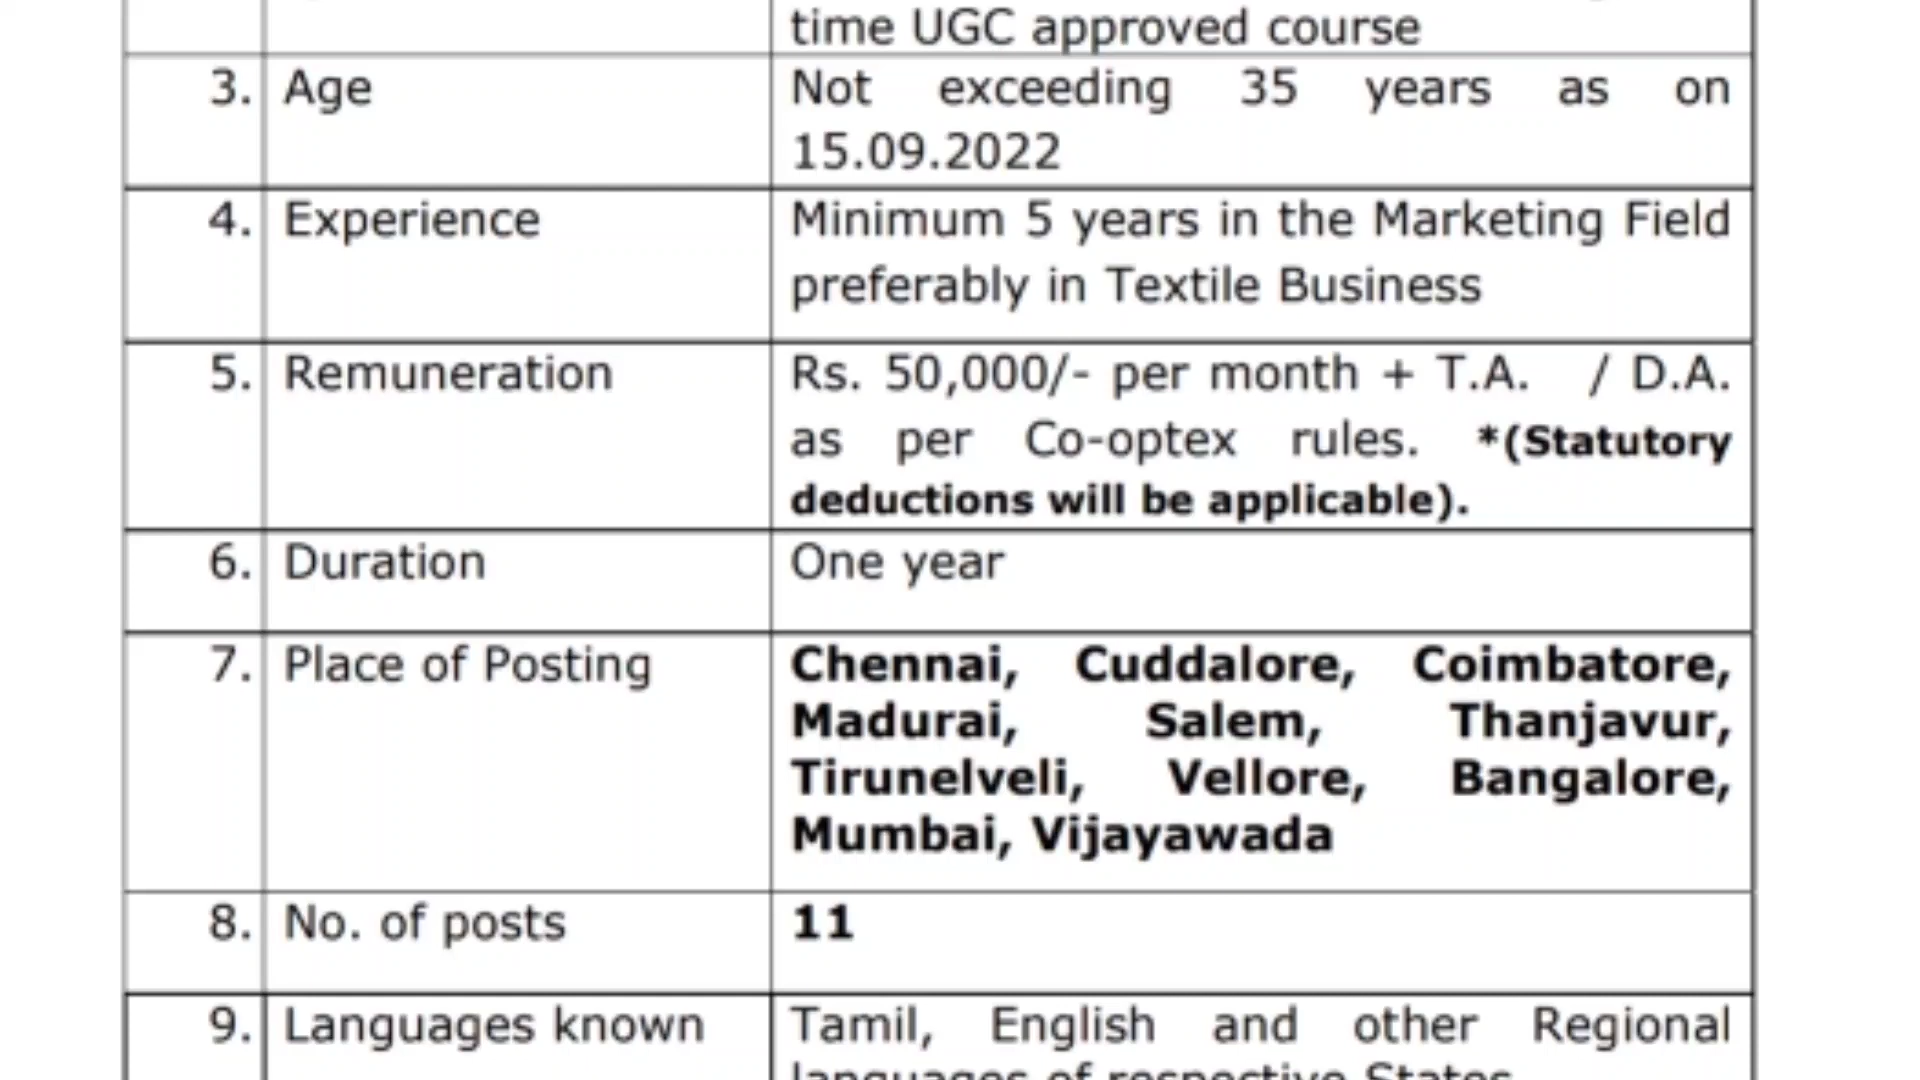 time UGC approved course
3. Age Not exceeding 35 years as on
15.09.2022
4. Experience Minimum 5 years in the Marketing Field
preferably in Textile Business
5. Remuneration Rs. 50,000/- per month + T.A. / D.A.
as per Co-optex rules. *(Statutory
deductions will be applicable).
6. Duration One year
7. Place of Posting Chennai, Cuddalore, Coimbatore,
Madurai, Salem, Thanjavur,
Tirunelveli, Vellore, Bangalore,
Mumbai, Vijayawada
8. No. of posts 11
9. Languages known Tamil, English and other Regional
languages of respective States